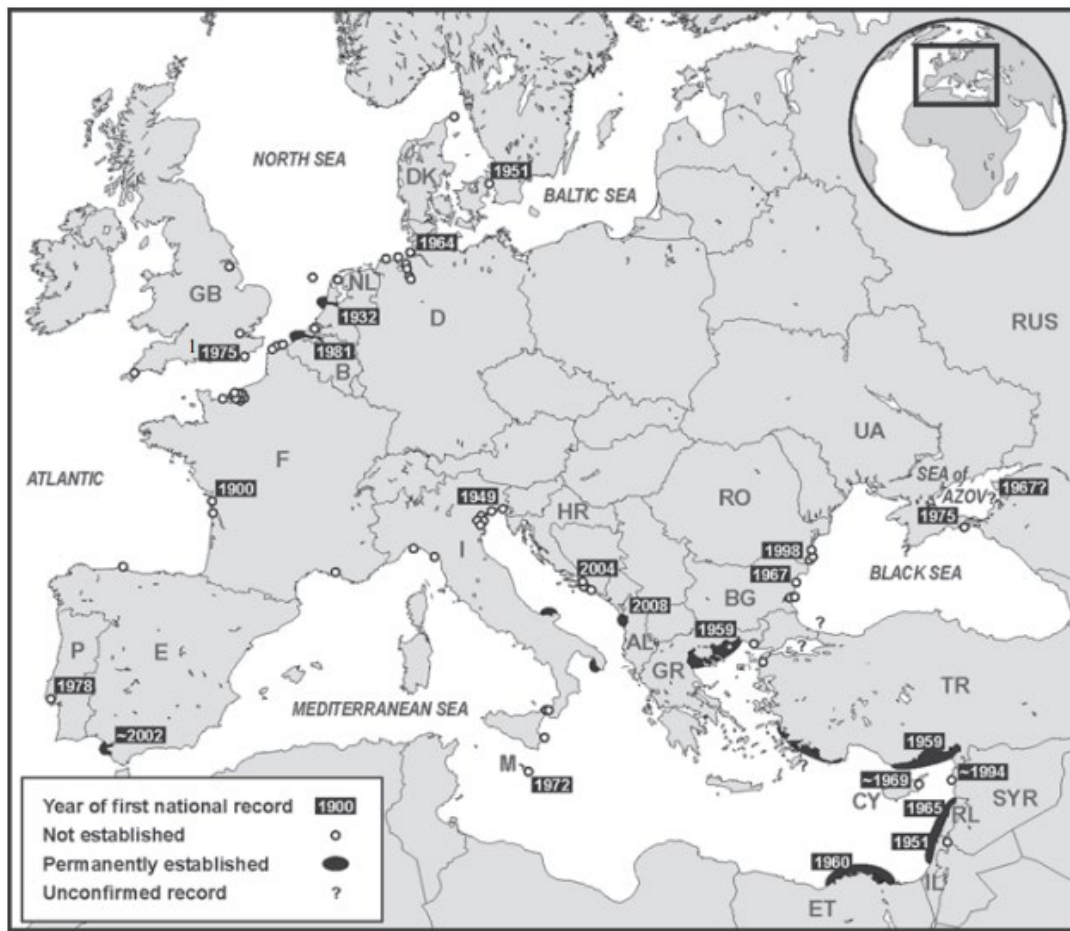 NORTH SEA
DK
1951
BALTIC SEA
1964
GB
NL
1932
D
RUS
1
1975
1981
B
UA
ATLANTIC
F
1900
SEA of
AZOV?
1967?
1975
1949
HR
RO
I
1998
2004
1967
BLACK SEA
BG
2008
?
1959
?
AL
P
E
GR
TR
1978
MEDITERRANEAN SEA
~2002
1959
?
M
1972
~1969
~1994
CY
SYR
1965
RL
1951
1960
IL
ET
Year of first national record 1900
Not established
Permanently established
Unconfirmed record ?